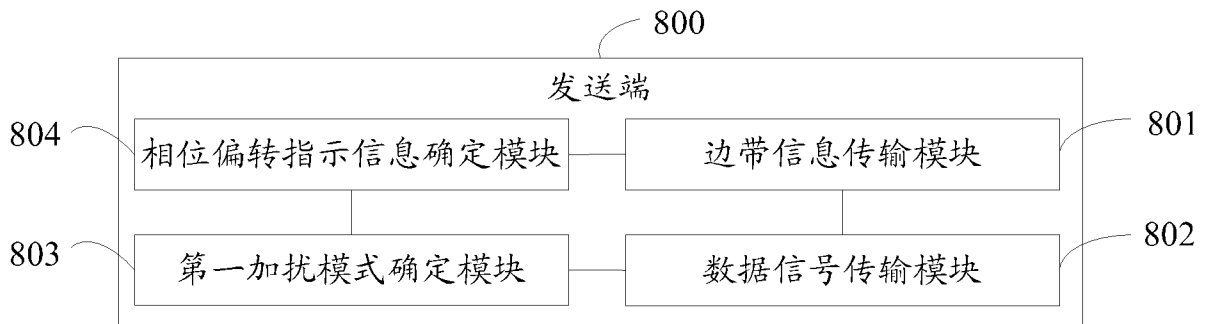 800
发送端
804
相位偏转指示信息确定模块
边带信息传输模块
801
803
第一加扰模式确定模块
数据信号传输模块
802